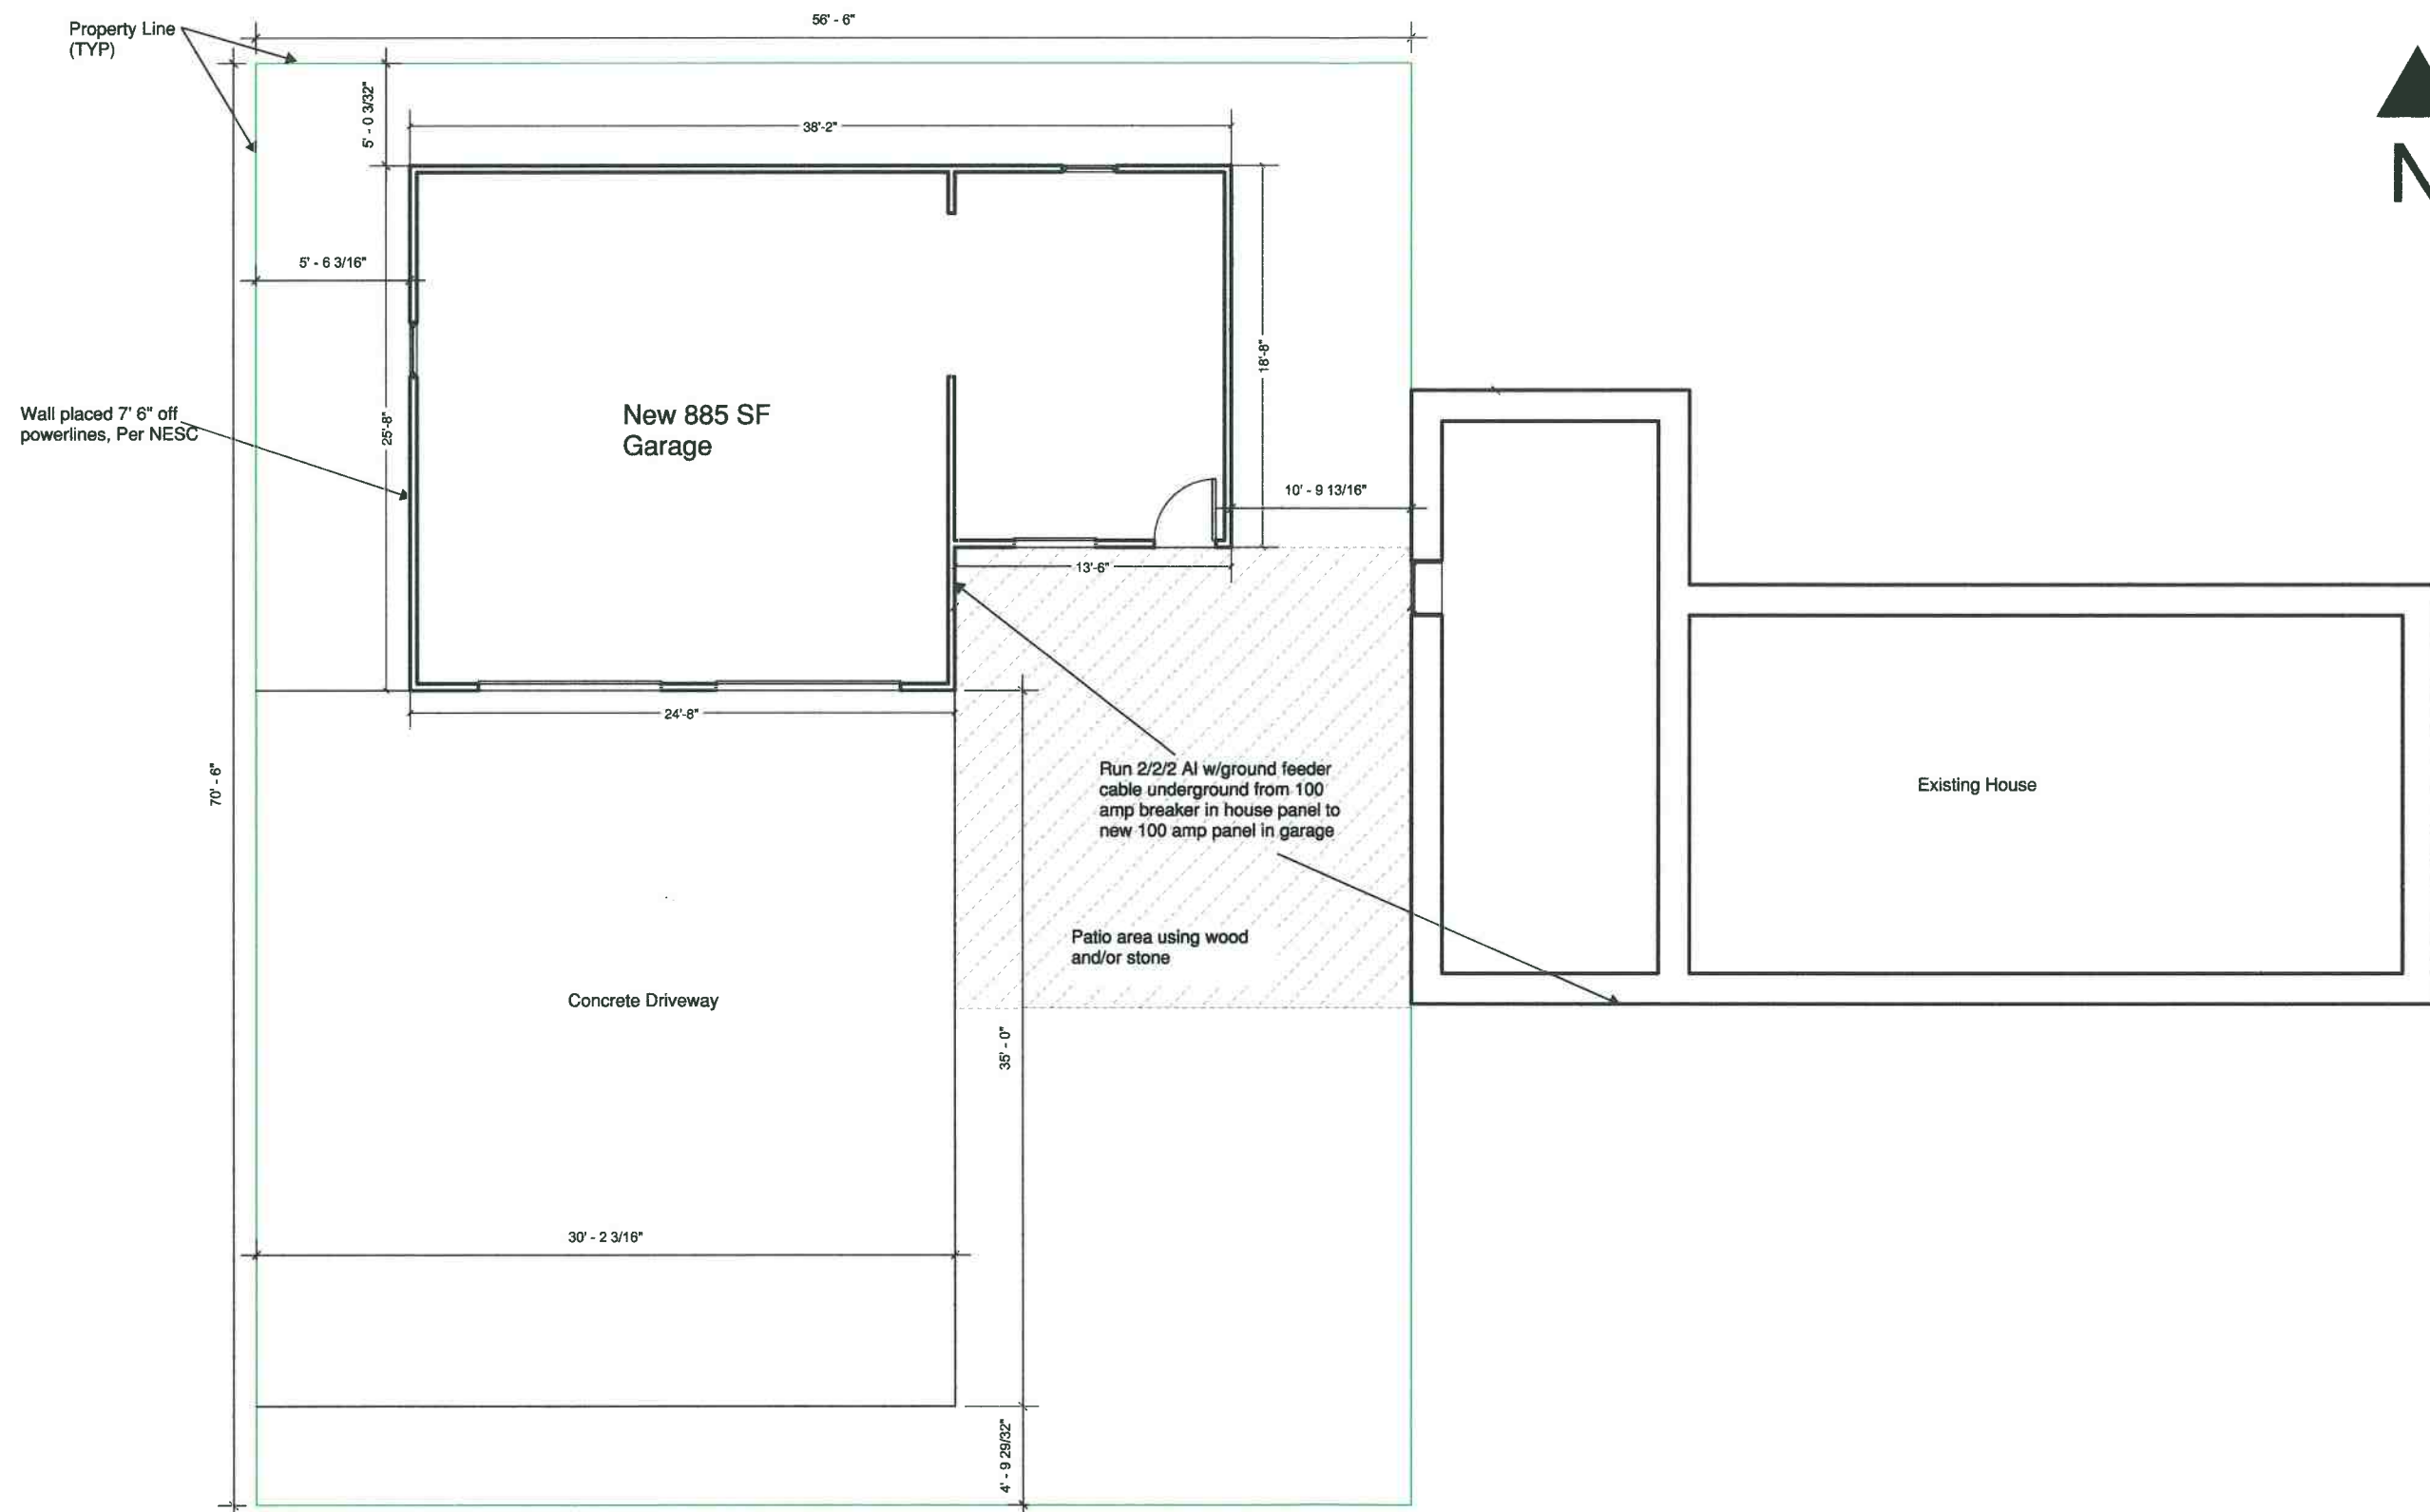 56' - 6"
Property Line
(TYP)
5' - 0 3/32"
38'-2"
N
5' - 6 3/16"
18'-8"
Wall placed 7' 6" off
powerlines, Per NESC
25'-8"
New 885 SF
Garage
10' - 9 13/16"
13'-6"
24'-8"
70' - 6"
Run 2/2/2 Al w/ground feeder
cable underground from 100
amp breaker in house panel to
new 100 amp panel in garage
Existing House
Patio area using wood
and/or stone
Concrete Driveway
35' - 0"
30' - 2 3/16"
4' - 9 29/32"